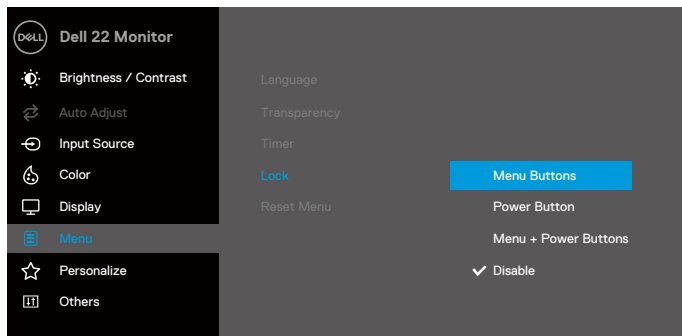 DELL Dell 22 Monitor
Brightness / Contrast
Auto Adjust
Input Source
Color
Display
Menu
Personalize
Others
Language
Transparency
Timer
Lock
Reset Menu
Menu Buttons
Power Button
Menu + Power Buttons
Disable